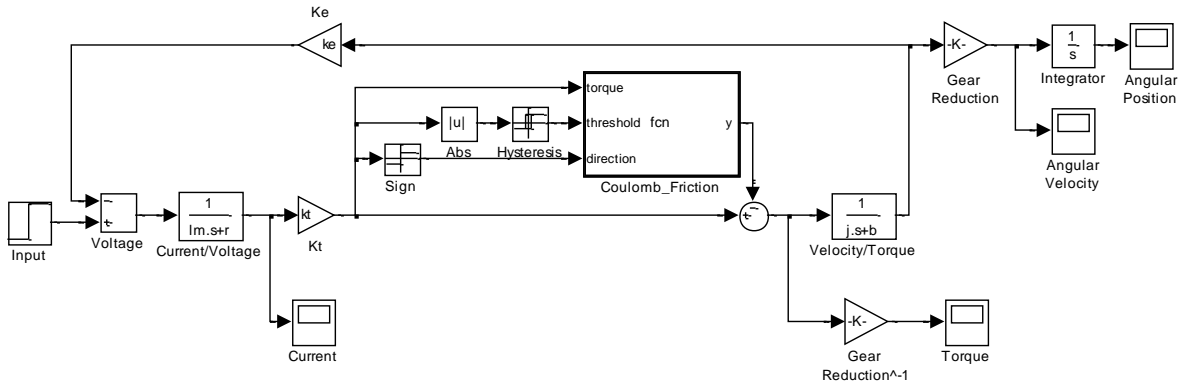 Ke
ke
-K-
Gear
Reduction
1
s
Integrator
Angular
Position
Angular
Velocity
torque
threshold
fcn
y
direction
Coulomb_Friction
|u|
Abs
Hysteresis
Sign
Input
Voltage
1
lm.s+r
Current/Voltage
kt
Kt
Current
1
j.s+b
Velocity/Torque
-K-
Gear
Reduction^-1
Torque